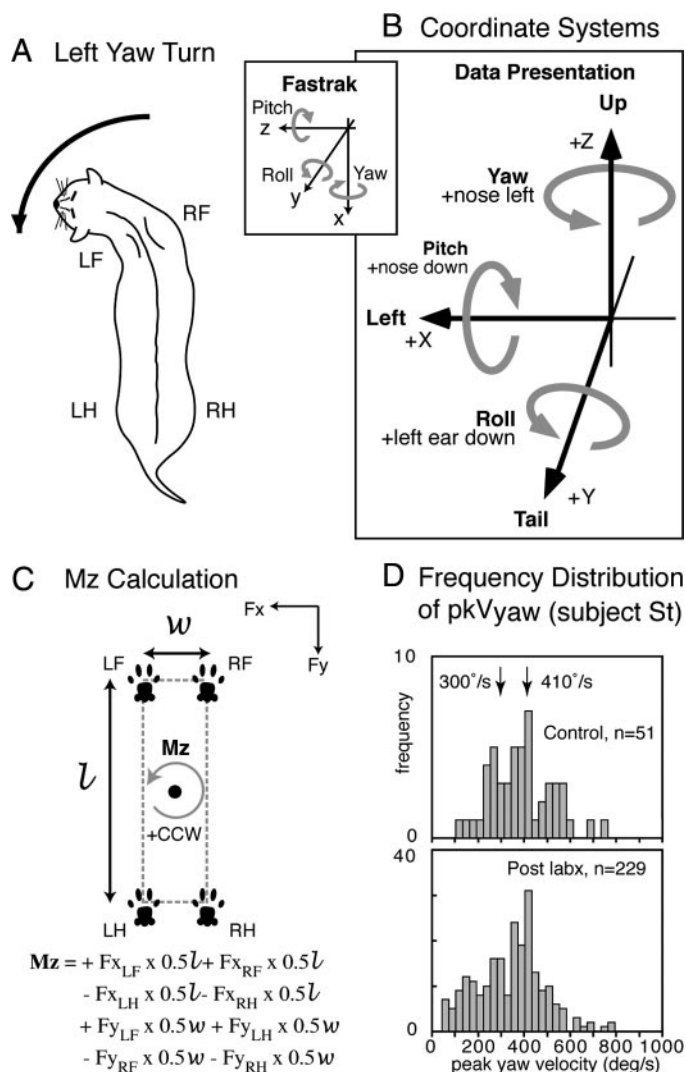 A Left Yaw Turn
RF
LF
LH
RH
B Coordinate Systems
Fastrak
Pitch
z
Roll
y
Yaw
x
Data Presentation
Up
+Z
Yaw
+nose left
Pitch
+nose down
Left
+X
Roll
+left ear down
+Y
Tail
C Mz Calculation
Fx
Fy
w
LF
RF
l
Mz
+CCW
LH
RH
Mz = + Fx_LF x 0.5l + Fx_RF x 0.5l
- Fx_LH x 0.5l - Fx_RH x 0.5l
+ Fy_LF x 0.5w + Fy_LH x 0.5w
- Fy_RF x 0.5w - Fy_RH x 0.5w
D Frequency Distribution
of pkVyaw (subject St)
10
300°/s
410°/s
Control, n=51
frequency
0
40
Post labx, n=229
0
0 200 400 600 800 1000
peak yaw velocity (deg/s)